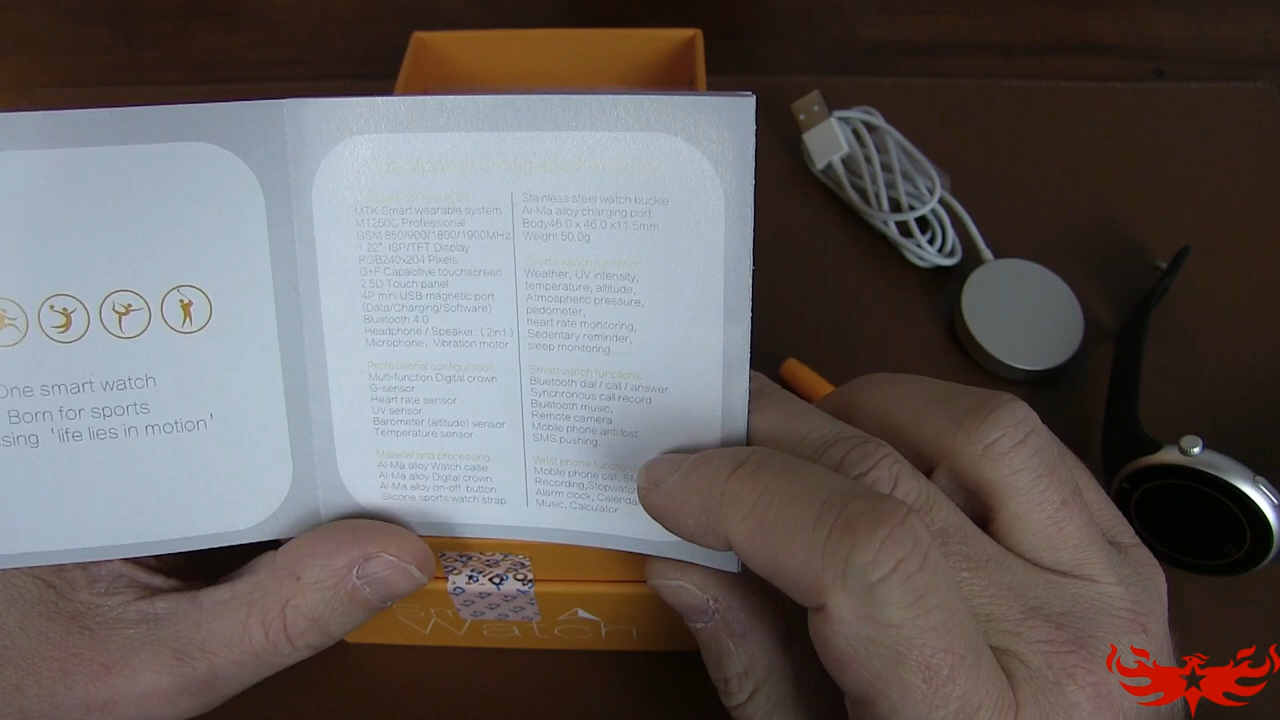 One smart watch
Born for sports
'life lies in motion'
MTK Smart wearable system
MT260C Professional
GSM 850/900/1800/1900MHz
1.22", ISP/TFT Display
RGB240x204 Pixels
G+F Capacitive touchscreen
2.5D Touch panel
4P mini USB magnetic port
(Data/Charging/Software)
Bluetooth 4.0
Headphone / Speaker （2in1）
Microphone、Vibration motor
Professional configuration
Multi-function Digital crown
G-sensor
Heart rate sensor
UV sensor
Barometer (altitude) sensor
Temperature sensor
Material and processing
Al-Ma alloy Watch case
Al-Ma alloy Digital crown
Al-Ma alloy on-off button
Silicone sports watch strap
Stainless steel watch buckle
Al-Ma alloy charging port
Body46.0 x 46.0 x11.5mm
Weight 50.0g
Sports watch functions
Weather, UV intensity,
temperature, altitude,
Atmospheric pressure,
pedometer,
heart rate monitoring,
Sedentary reminder,
sleep monitoring......
Smart watch functions
Bluetooth dial / call / answer
Synchronous call record
Bluetooth music,
Remote camera
Mobile phone anti lost
SMS pushing......
Wrist phone functions
Mobile phone call,
Recording,Stopwatch
Alarm clock,
Music, Calculator
Watch